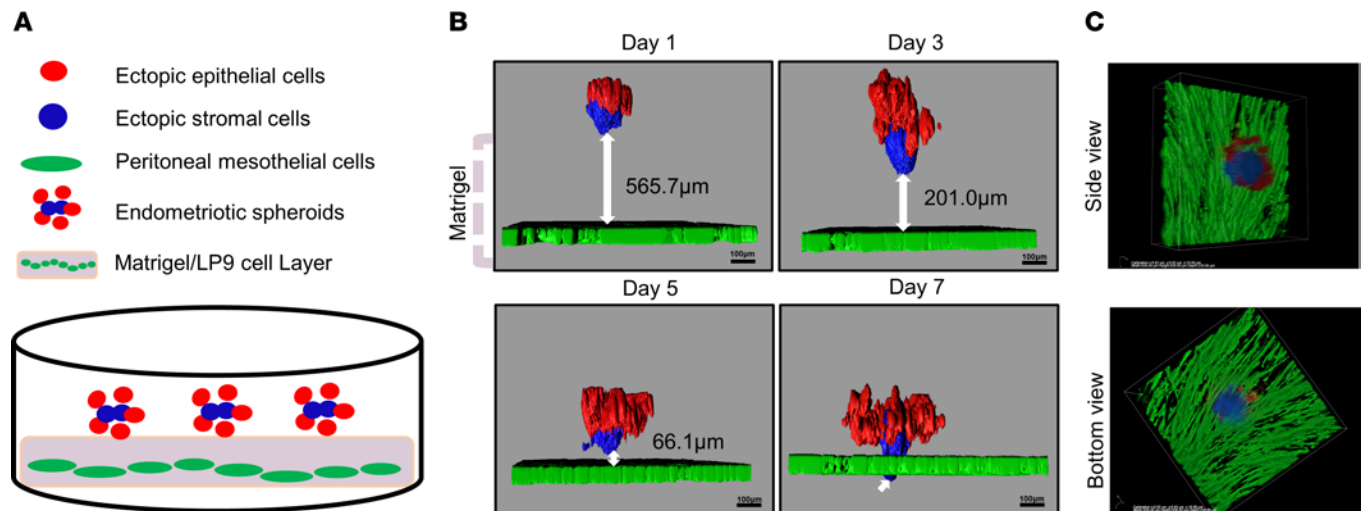 A
Ectopic epithelial cells
Ectopic stromal cells
Peritoneal mesothelial cells
Endometriotic spheroids
Matrigel/LP9 cell Layer
B
Day 1
Day 3
Matrigel
565.7µm
100µm
201.0µm
100µm
Day 5
Day 7
66.1µm
100µm
100µm
C
Side view
Bottom view